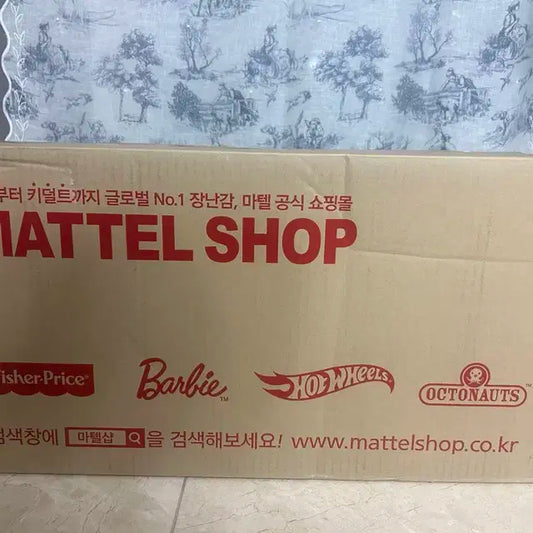 부터 키덜트까지 글로벌 No.1 장난감, 마텔 공식 쇼핑몰
MATTEL SHOP
Fisher-Price®
Barbie™
Hot Wheels®
OCTONAUTS™
검색창에 마텔샵 을 검색해보세요! www.mattelshop.co.kr